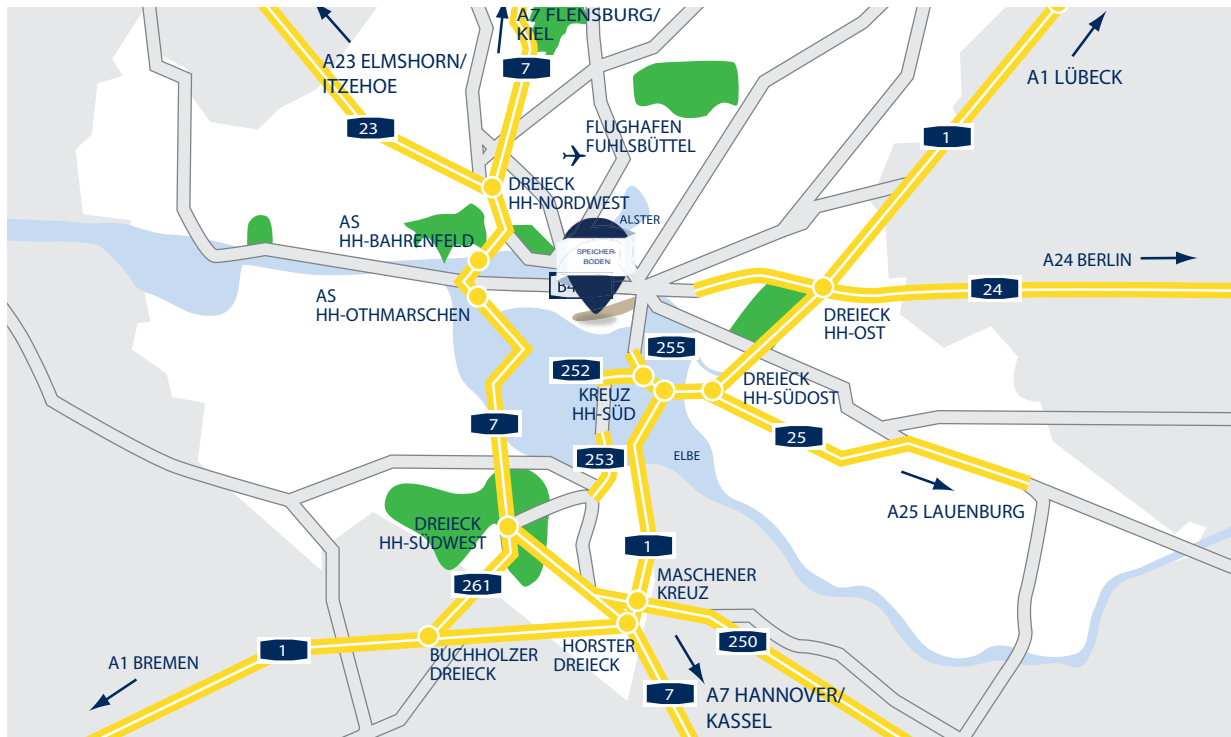 A7 FLENSBURG/
KIEL
A23 ELMSHORN/
ITZEHOE
A1 LÜBECK
7
23
1
FLUGHAFEN
FUHLSBÜTTEL
DREIECK
HH-NORDWEST
ALSTER
AS
HH-BAHRENFELD
SPEICHER-
BODEN
A24 BERLIN
24
AS
HH-OTHMARSCHEN
DREIECK
HH-OST
255
252
KREUZ
HH-SÜD
DREIECK
HH-SÜDOST
7
25
253
ELBE
A25 LAUENBURG
DREIECK
HH-SÜDWEST
1
261
MASCHENER
KREUZ
1
BUCHHOLZER
DREIECK
HORSTER
DREIECK
250
A1 BREMEN
7
A7 HANNOVER/
KASSEL